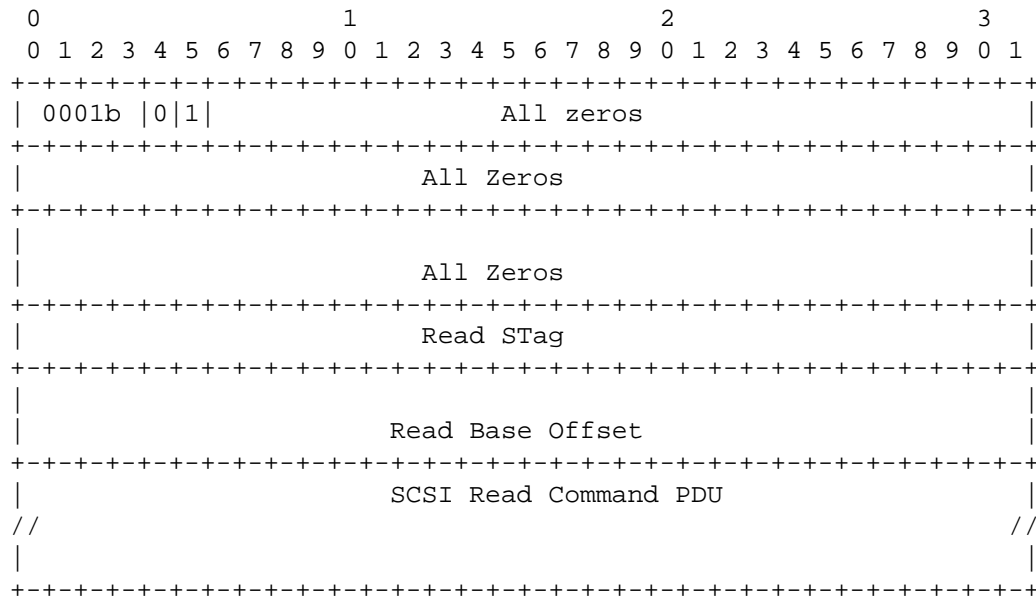 0                   1                   2                   3
 0 1 2 3 4 5 6 7 8 9 0 1 2 3 4 5 6 7 8 9 0 1 2 3 4 5 6 7 8 9 0 1
+-+-+-+-+-+-+-+-+-+-+-+-+-+-+-+-+-+-+-+-+-+-+-+-+-+-+-+-+-+-+-+-+
| 0001b |0|1|                  All zeros                        |
+-+-+-+-+-+-+-+-+-+-+-+-+-+-+-+-+-+-+-+-+-+-+-+-+-+-+-+-+-+-+-+-+
|                         All Zeros                             |
+-+-+-+-+-+-+-+-+-+-+-+-+-+-+-+-+-+-+-+-+-+-+-+-+-+-+-+-+-+-+-+-+
|                                                               |
|                         All Zeros                             |
+-+-+-+-+-+-+-+-+-+-+-+-+-+-+-+-+-+-+-+-+-+-+-+-+-+-+-+-+-+-+-+-+
|                         Read STag                             |
+-+-+-+-+-+-+-+-+-+-+-+-+-+-+-+-+-+-+-+-+-+-+-+-+-+-+-+-+-+-+-+-+
|                                                               |
|                       Read Base Offset                        |
+-+-+-+-+-+-+-+-+-+-+-+-+-+-+-+-+-+-+-+-+-+-+-+-+-+-+-+-+-+-+-+-+
|                       SCSI Read Command PDU                   |
//                                                             //
|                                                               |
+-+-+-+-+-+-+-+-+-+-+-+-+-+-+-+-+-+-+-+-+-+-+-+-+-+-+-+-+-+-+-+-+